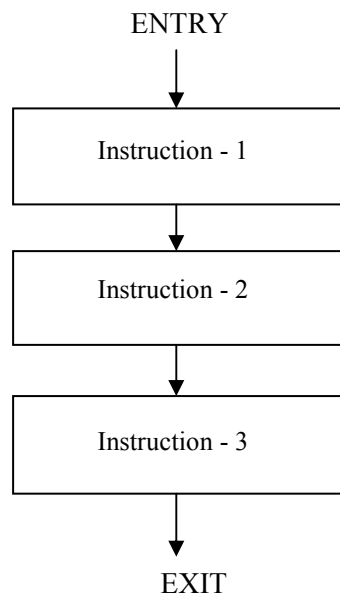 ENTRY
Instruction - 1
Instruction - 2
Instruction - 3
EXIT